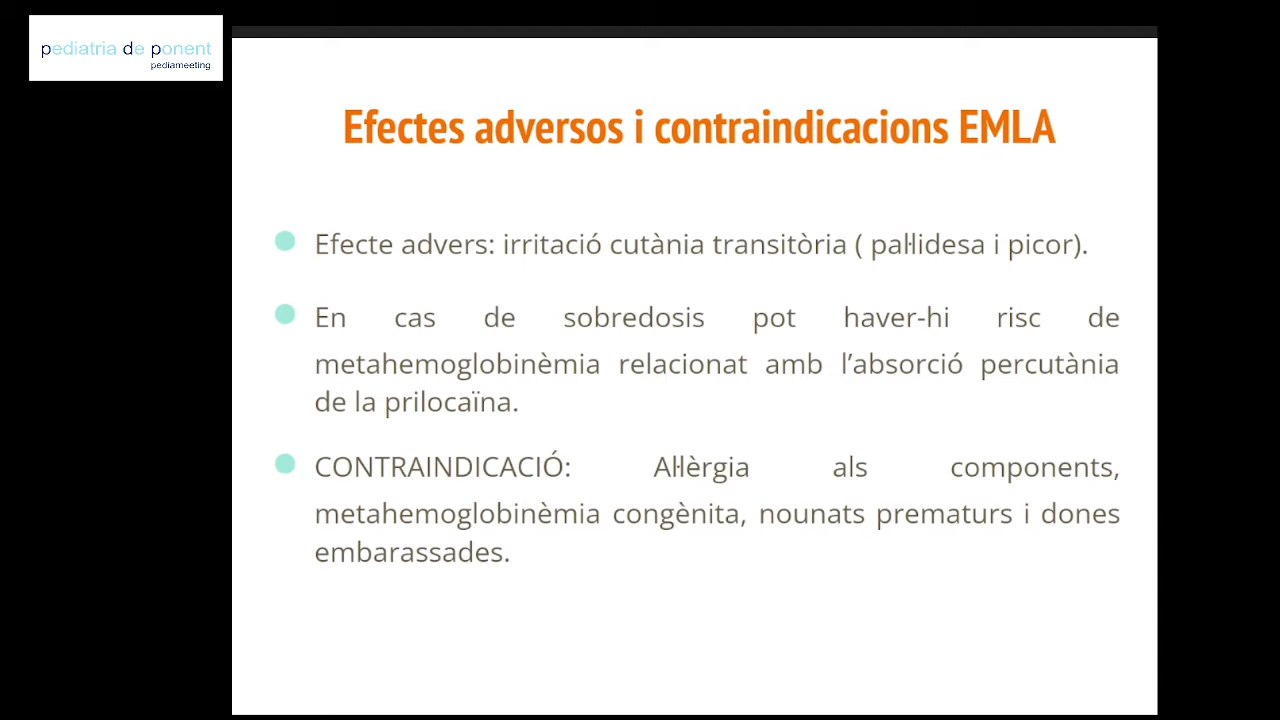 pediatria de ponent
pediameeting
Efectes adversos i contraindicacions EMLA
Efecte advers: irritació cutània transitòria ( pal·lidesa i picor).
En cas de sobredosis pot haver-hi risc de
metahemoglobinèmia relacionat amb l’absorció percutània
de la prilocaïna.
CONTRAINDICACIÓ: Al·lèrgia als components,
metahemoglobinèmia congènita, nounats prematurs i dones
embarassades.